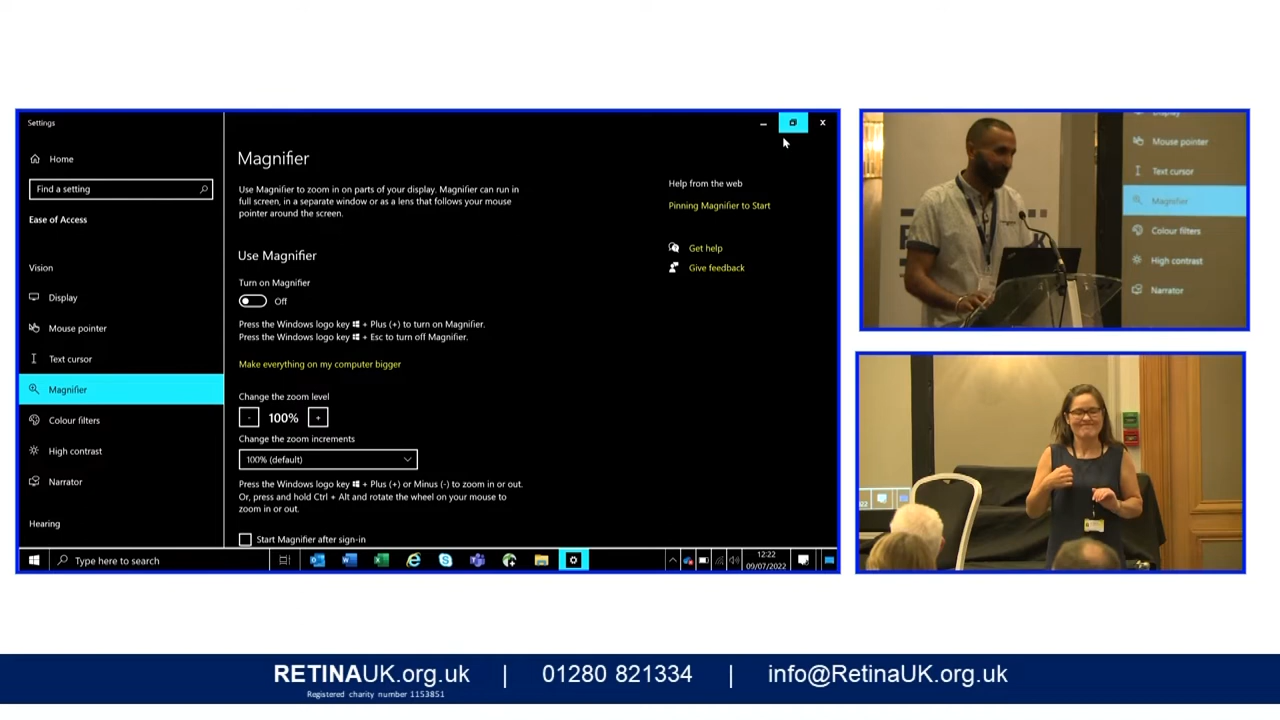 Settings
Home
Find a setting
Ease of Access
Vision
Display
Mouse pointer
Text cursor
Magnifier
Colour filters
High contrast
Narrator
Hearing
Magnifier
Use Magnifier to zoom in on parts of your display. Magnifier can run in
full screen, in a separate window or as a lens that follows your mouse
pointer around the screen.
Use Magnifier
Turn on Magnifier
Off
Press the Windows logo key + Plus (+) to turn on Magnifier.
Press the Windows logo key + Esc to turn off Magnifier.
Make everything on my computer bigger
Change the zoom level
- 100% +
Change the zoom increments
100% (default)
Press the Windows logo key + Plus (+) or Minus (-) to zoom in or out.
Or, press and hold Ctrl + Alt and rotate the wheel on your mouse to
zoom in or out.
Start Magnifier after sign-in
Help from the web
Pinning Magnifier to Start
Get help
Give feedback
Type here to search
12:22
09/07/2022
Mouse pointer
Text cursor
Magnifier
Colour filters
High contrast
Narrator
RETINAUK.org.uk | 01280 821334 | info@RetinaUK.org.uk
Registered charity number 1153851